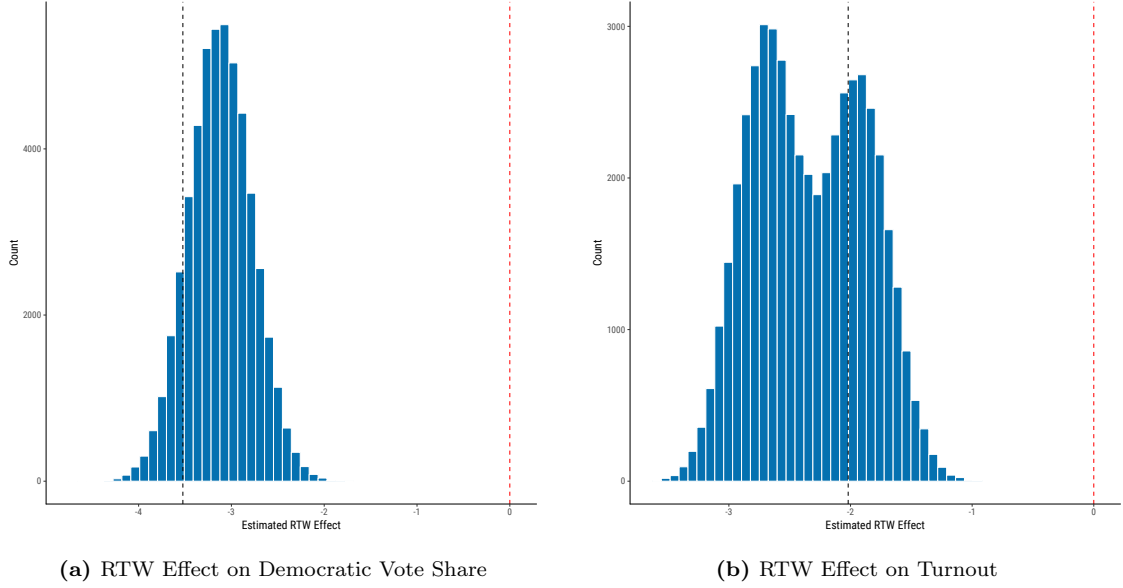 4000
2000
0
Count
-4
-3
-2
0
Estimated RTW Effect
(a) RTW Effect on Democratic Vote Share
3000
2000
1000
0
Count
-3
-2
-1
0
Estimated RTW Effect
(b) RTW Effect on Turnout